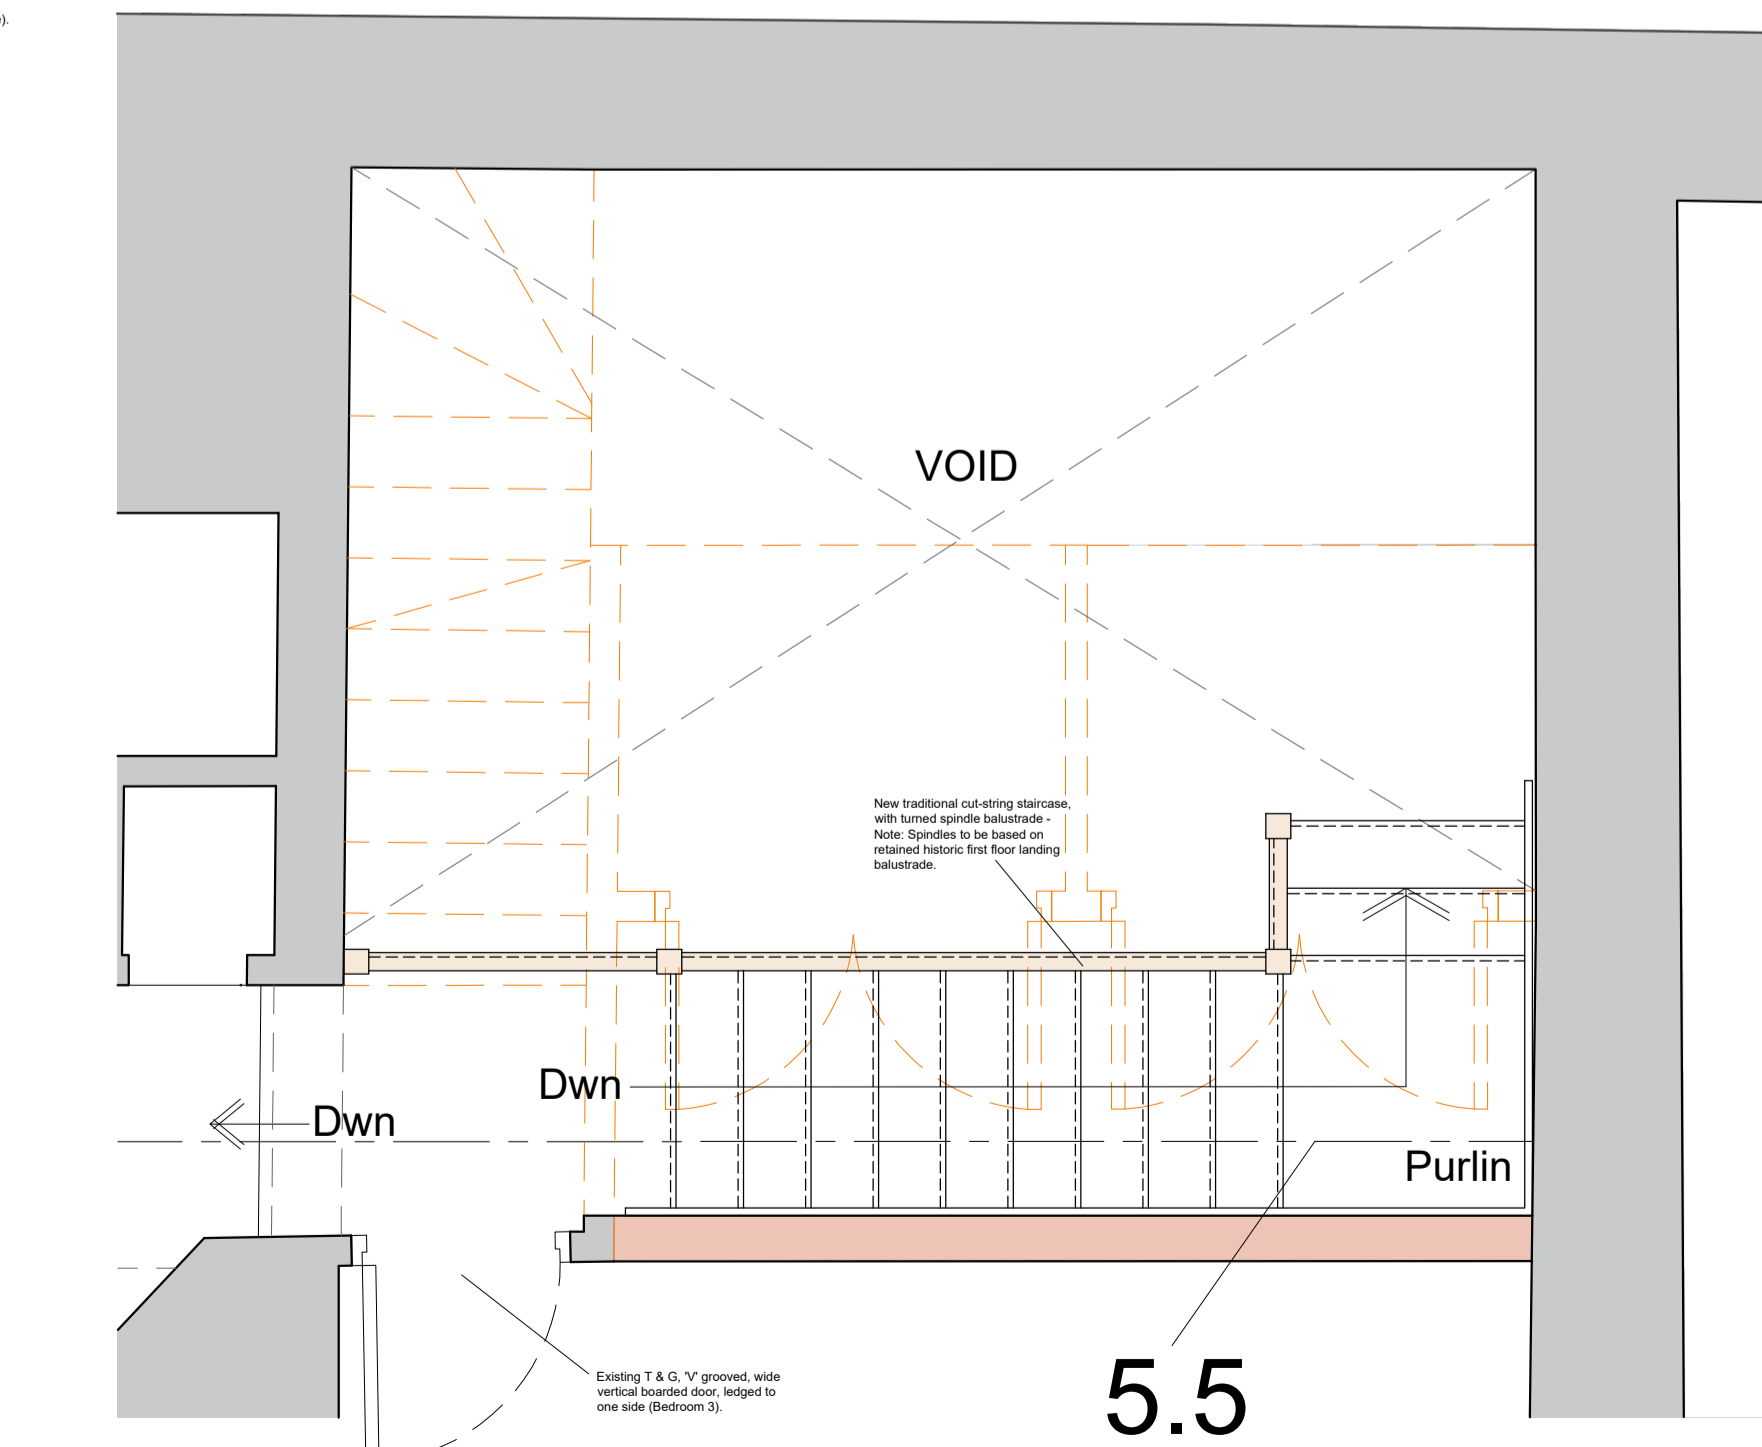 e).
VOID
New traditional cut-string staircase,
with turned spindle balustrade -
Note: Spindles to be based on
retained historic first floor landing
balustrade.
Dwn
Dwn
Purlin
Existing T & G, 'V' grooved, wide
vertical boarded door, ledged to
one side (Bedroom 3).
5.5